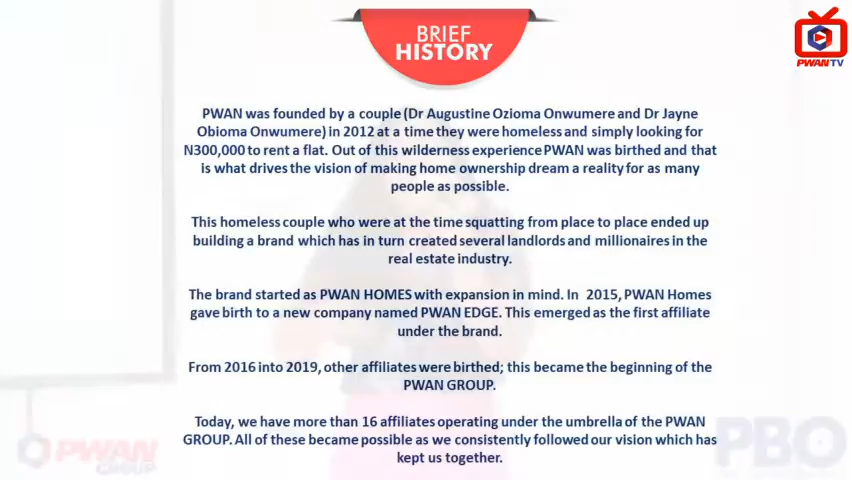 BRIEF
HISTORY
PWANTV
PWAN was founded by a couple (Dr Augustine Ozioma Onwumere and Dr Jayne
Obioma Onwumere) in 2012 at a time they were homeless and simply looking for
N300,000 to rent a flat. Out of this wilderness experience PWAN was birthed and that
is what drives the vision of making home ownership dream a reality for as many
people as possible.
This homeless couple who were at the time squatting from place to place ended up
building a brand which has in turn created several landlords and millionaires in the
real estate industry.
The brand started as PWAN HOMES with expansion in mind. In 2015, PWAN Homes
gave birth to a new company named PWAN EDGE. This emerged as the first affiliate
under the brand.
From 2016 into 2019, other affiliates were birthed; this became the beginning of the
PWAN GROUP.
Today, we have more than 16 affiliates operating under the umbrella of the PWAN
GROUP. All of these became possible as we consistently followed our vision which has
kept us together.
PWAN
GROUP
PBO